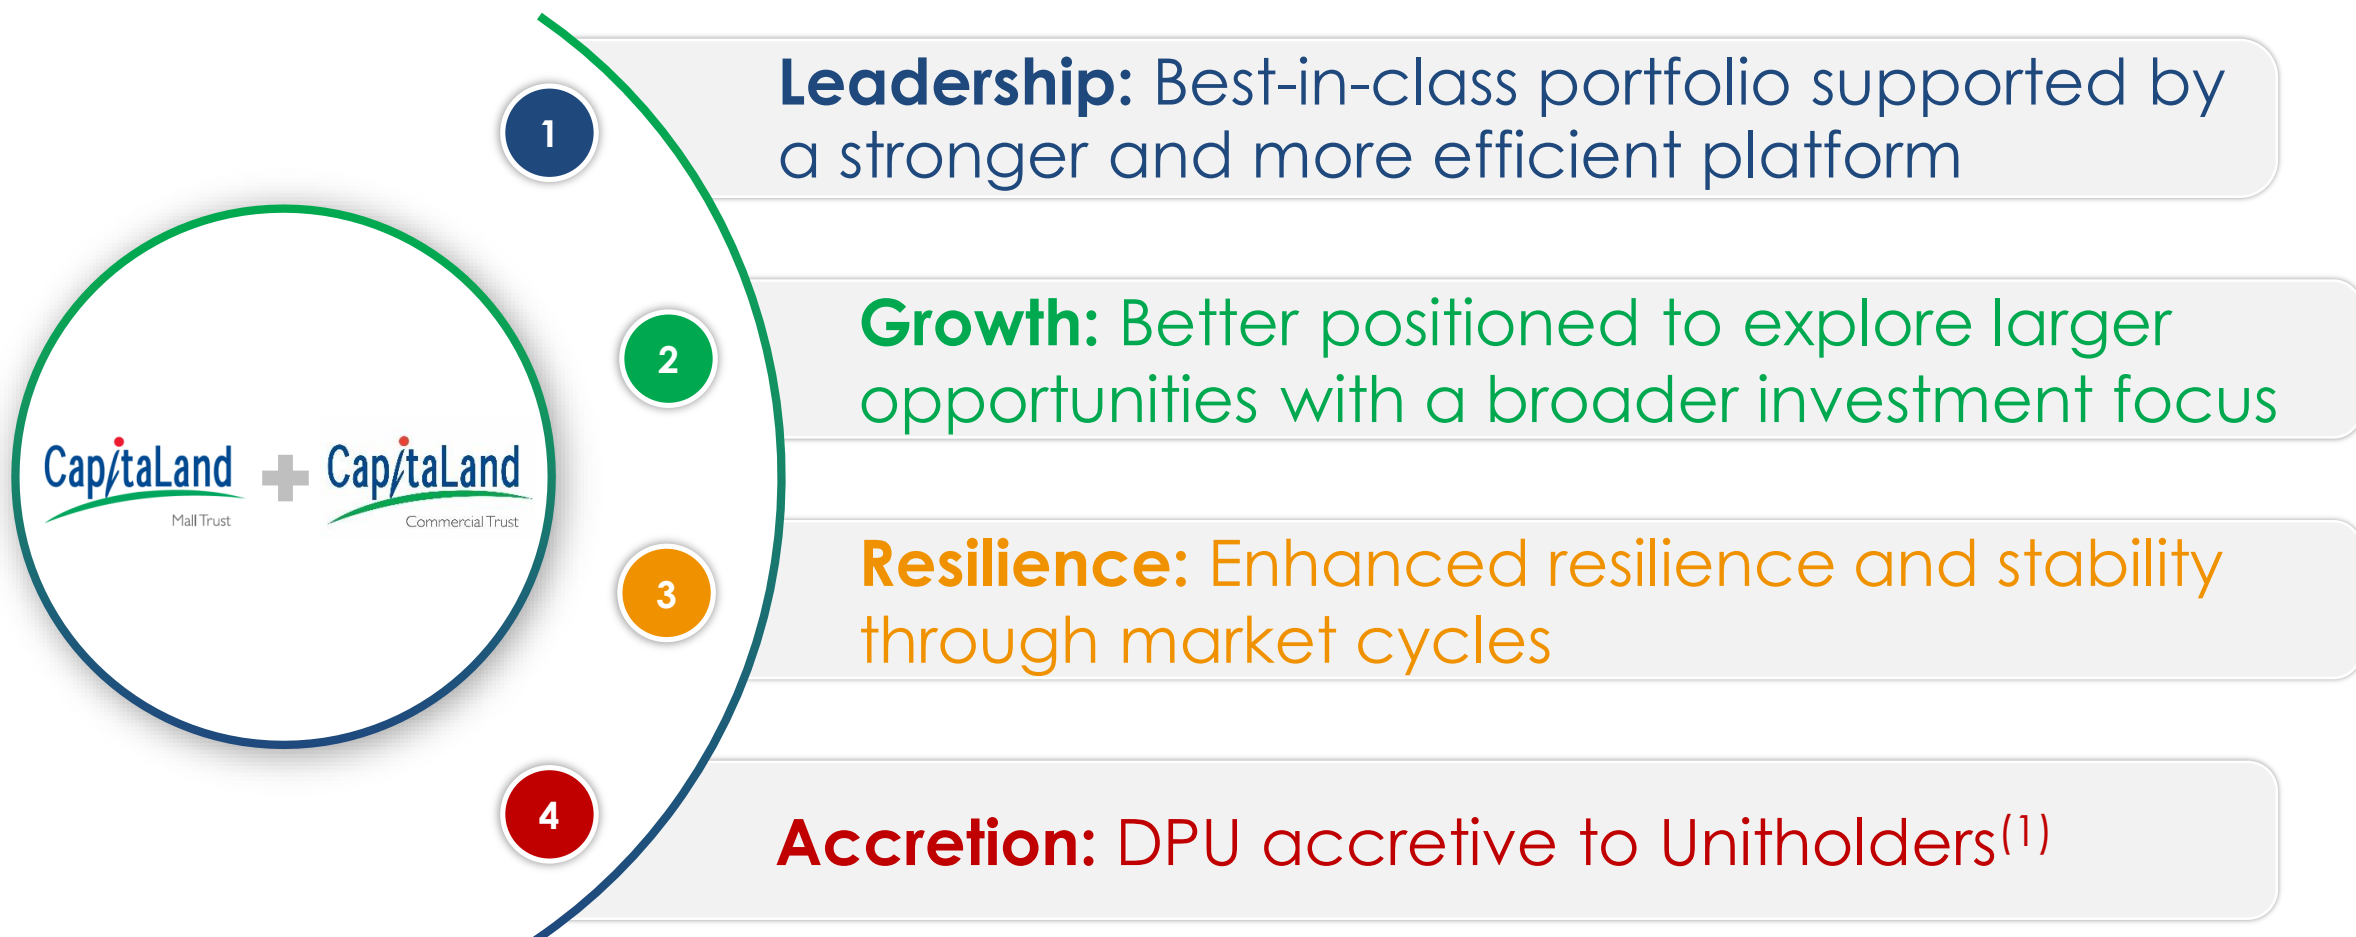 1
Leadership: Best-in-class portfolio supported by
a stronger and more efficient platform
2
Growth: Better positioned to explore larger
opportunities with a broader investment focus
CapitaLand
Mall Trust
CapitaLand
Commercial Trust
3
Resilience: Enhanced resilience and stability
through market cycles
4
Accretion: DPU accretive to Unitholders(1)